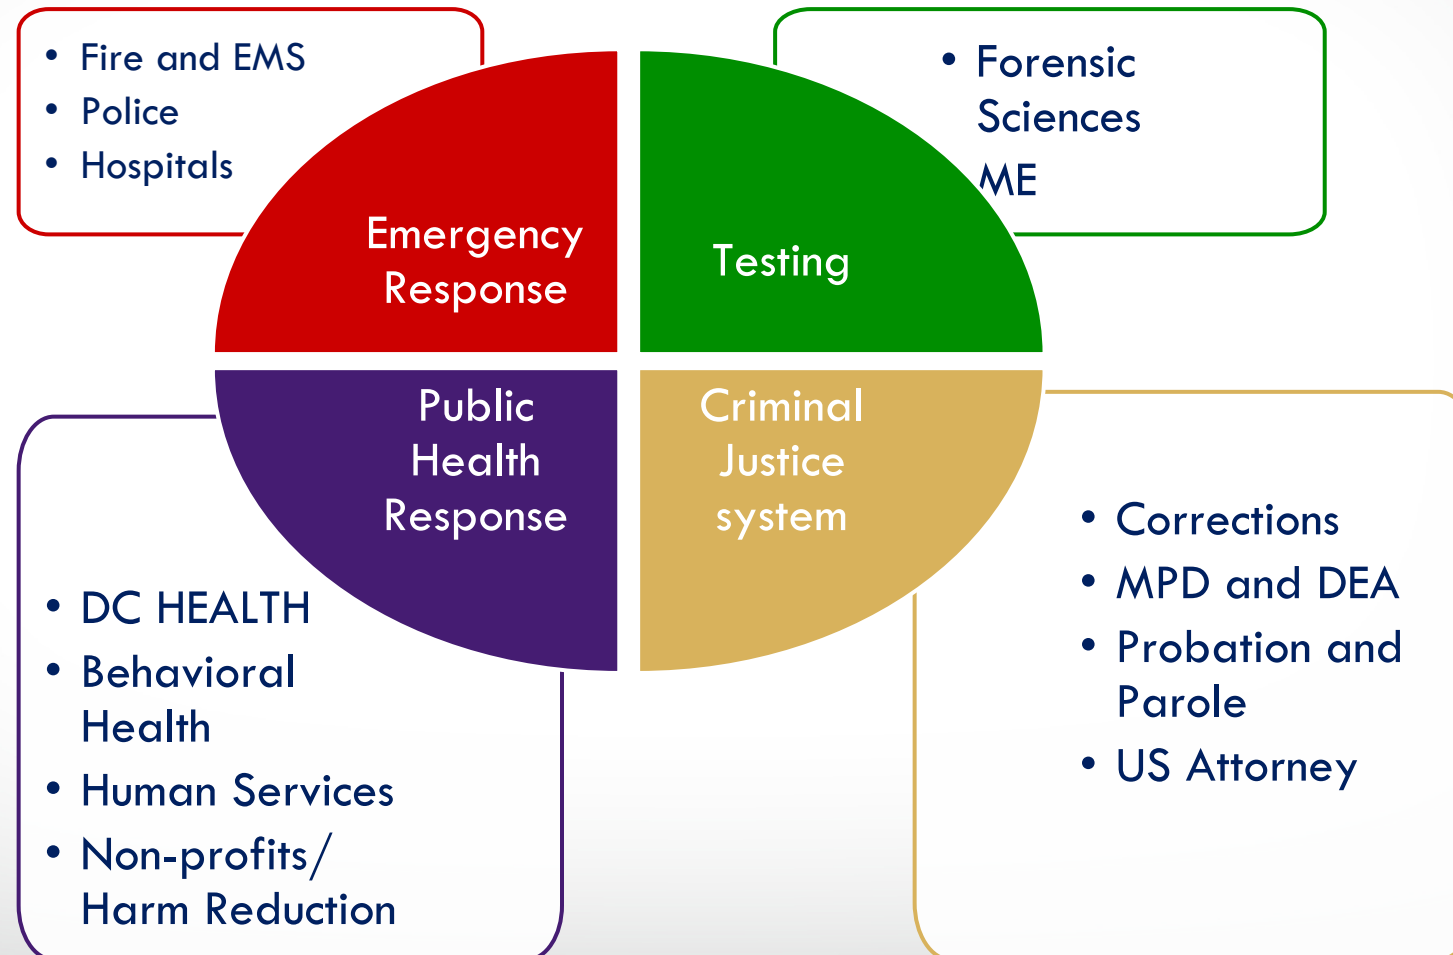 • Fire and EMS
• Police
• Hospitals
Emergency
Response
• Forensic
Sciences
ME
Testing
Public
Health
Response
• DC HEALTH
• Behavioral
Health
• Human Services
• Non-profits/
Harm Reduction
Criminal
Justice
system
• Corrections
• MPD and DEA
• Probation and
Parole
• US Attorney